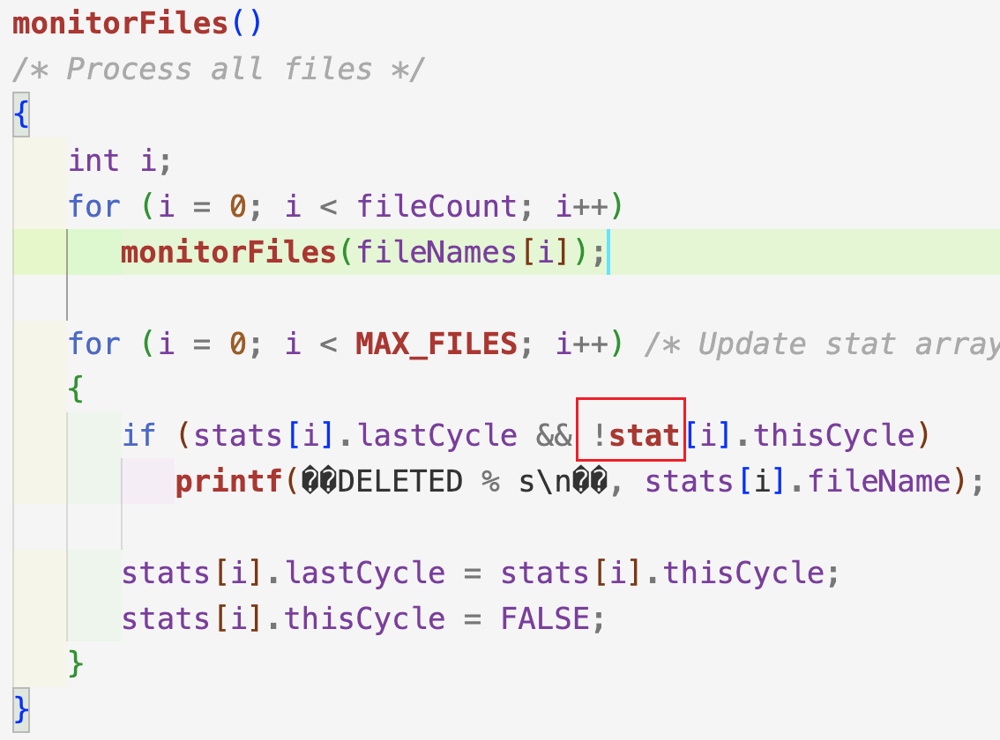 monitorFiles()
/* Process all files */
{
int i;
for (i = 0; i < fileCount; i++)
monitorFiles(fileNames[i]);
for (i = 0; i < MAX_FILES; i++) /* Update stat array
{
if (stats[i].lastCycle && !stat[i].thisCycle)
printf(��DELETED % s\n��, stats[i].fileName);
stats[i].lastCycle = stats[i].thisCycle;
stats[i].thisCycle = FALSE;
}
}